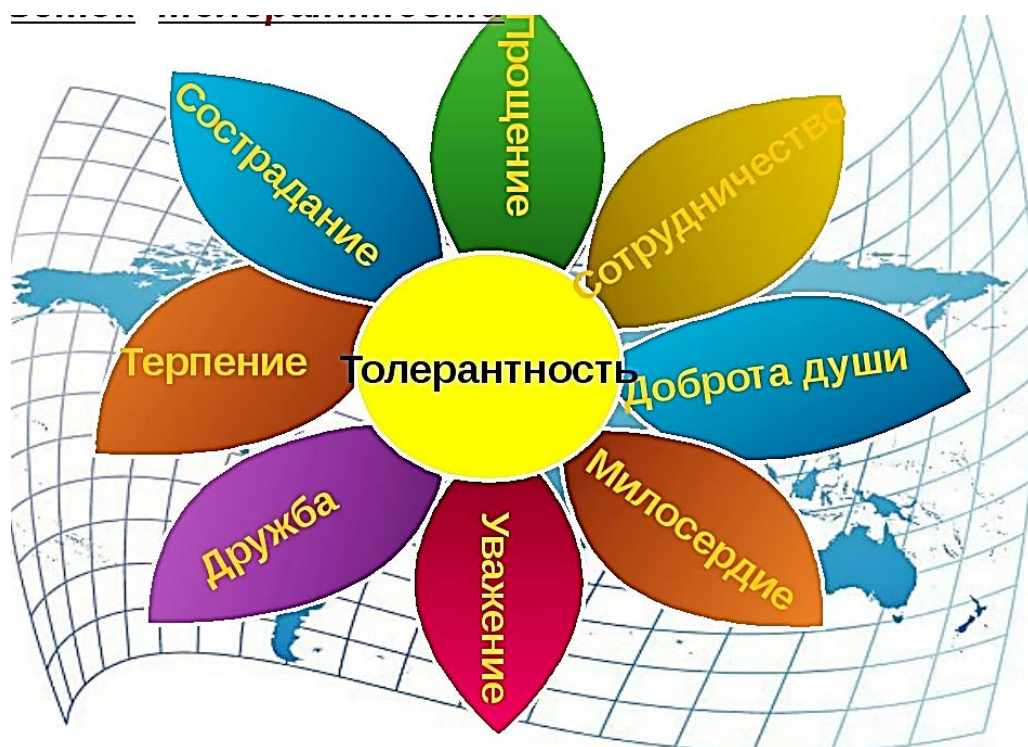 Прощение
Сотрудничество
Доброта души
Милосердие
Уважение
Дружба
Терпение
Сострадание
Толерантность